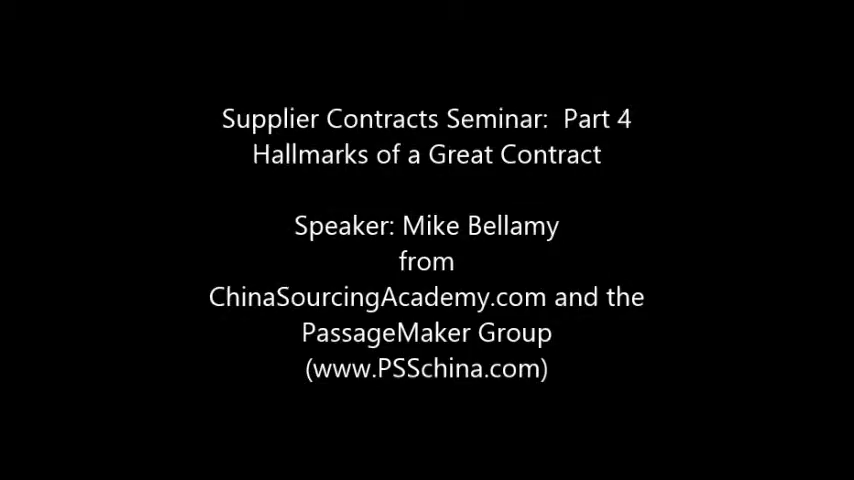 Supplier Contracts Seminar:  Part 4
Hallmarks of a Great Contract
Speaker: Mike Bellamy
from
ChinaSourcingAcademy.com and the
PassageMaker Group
(www.PSSchina.com)